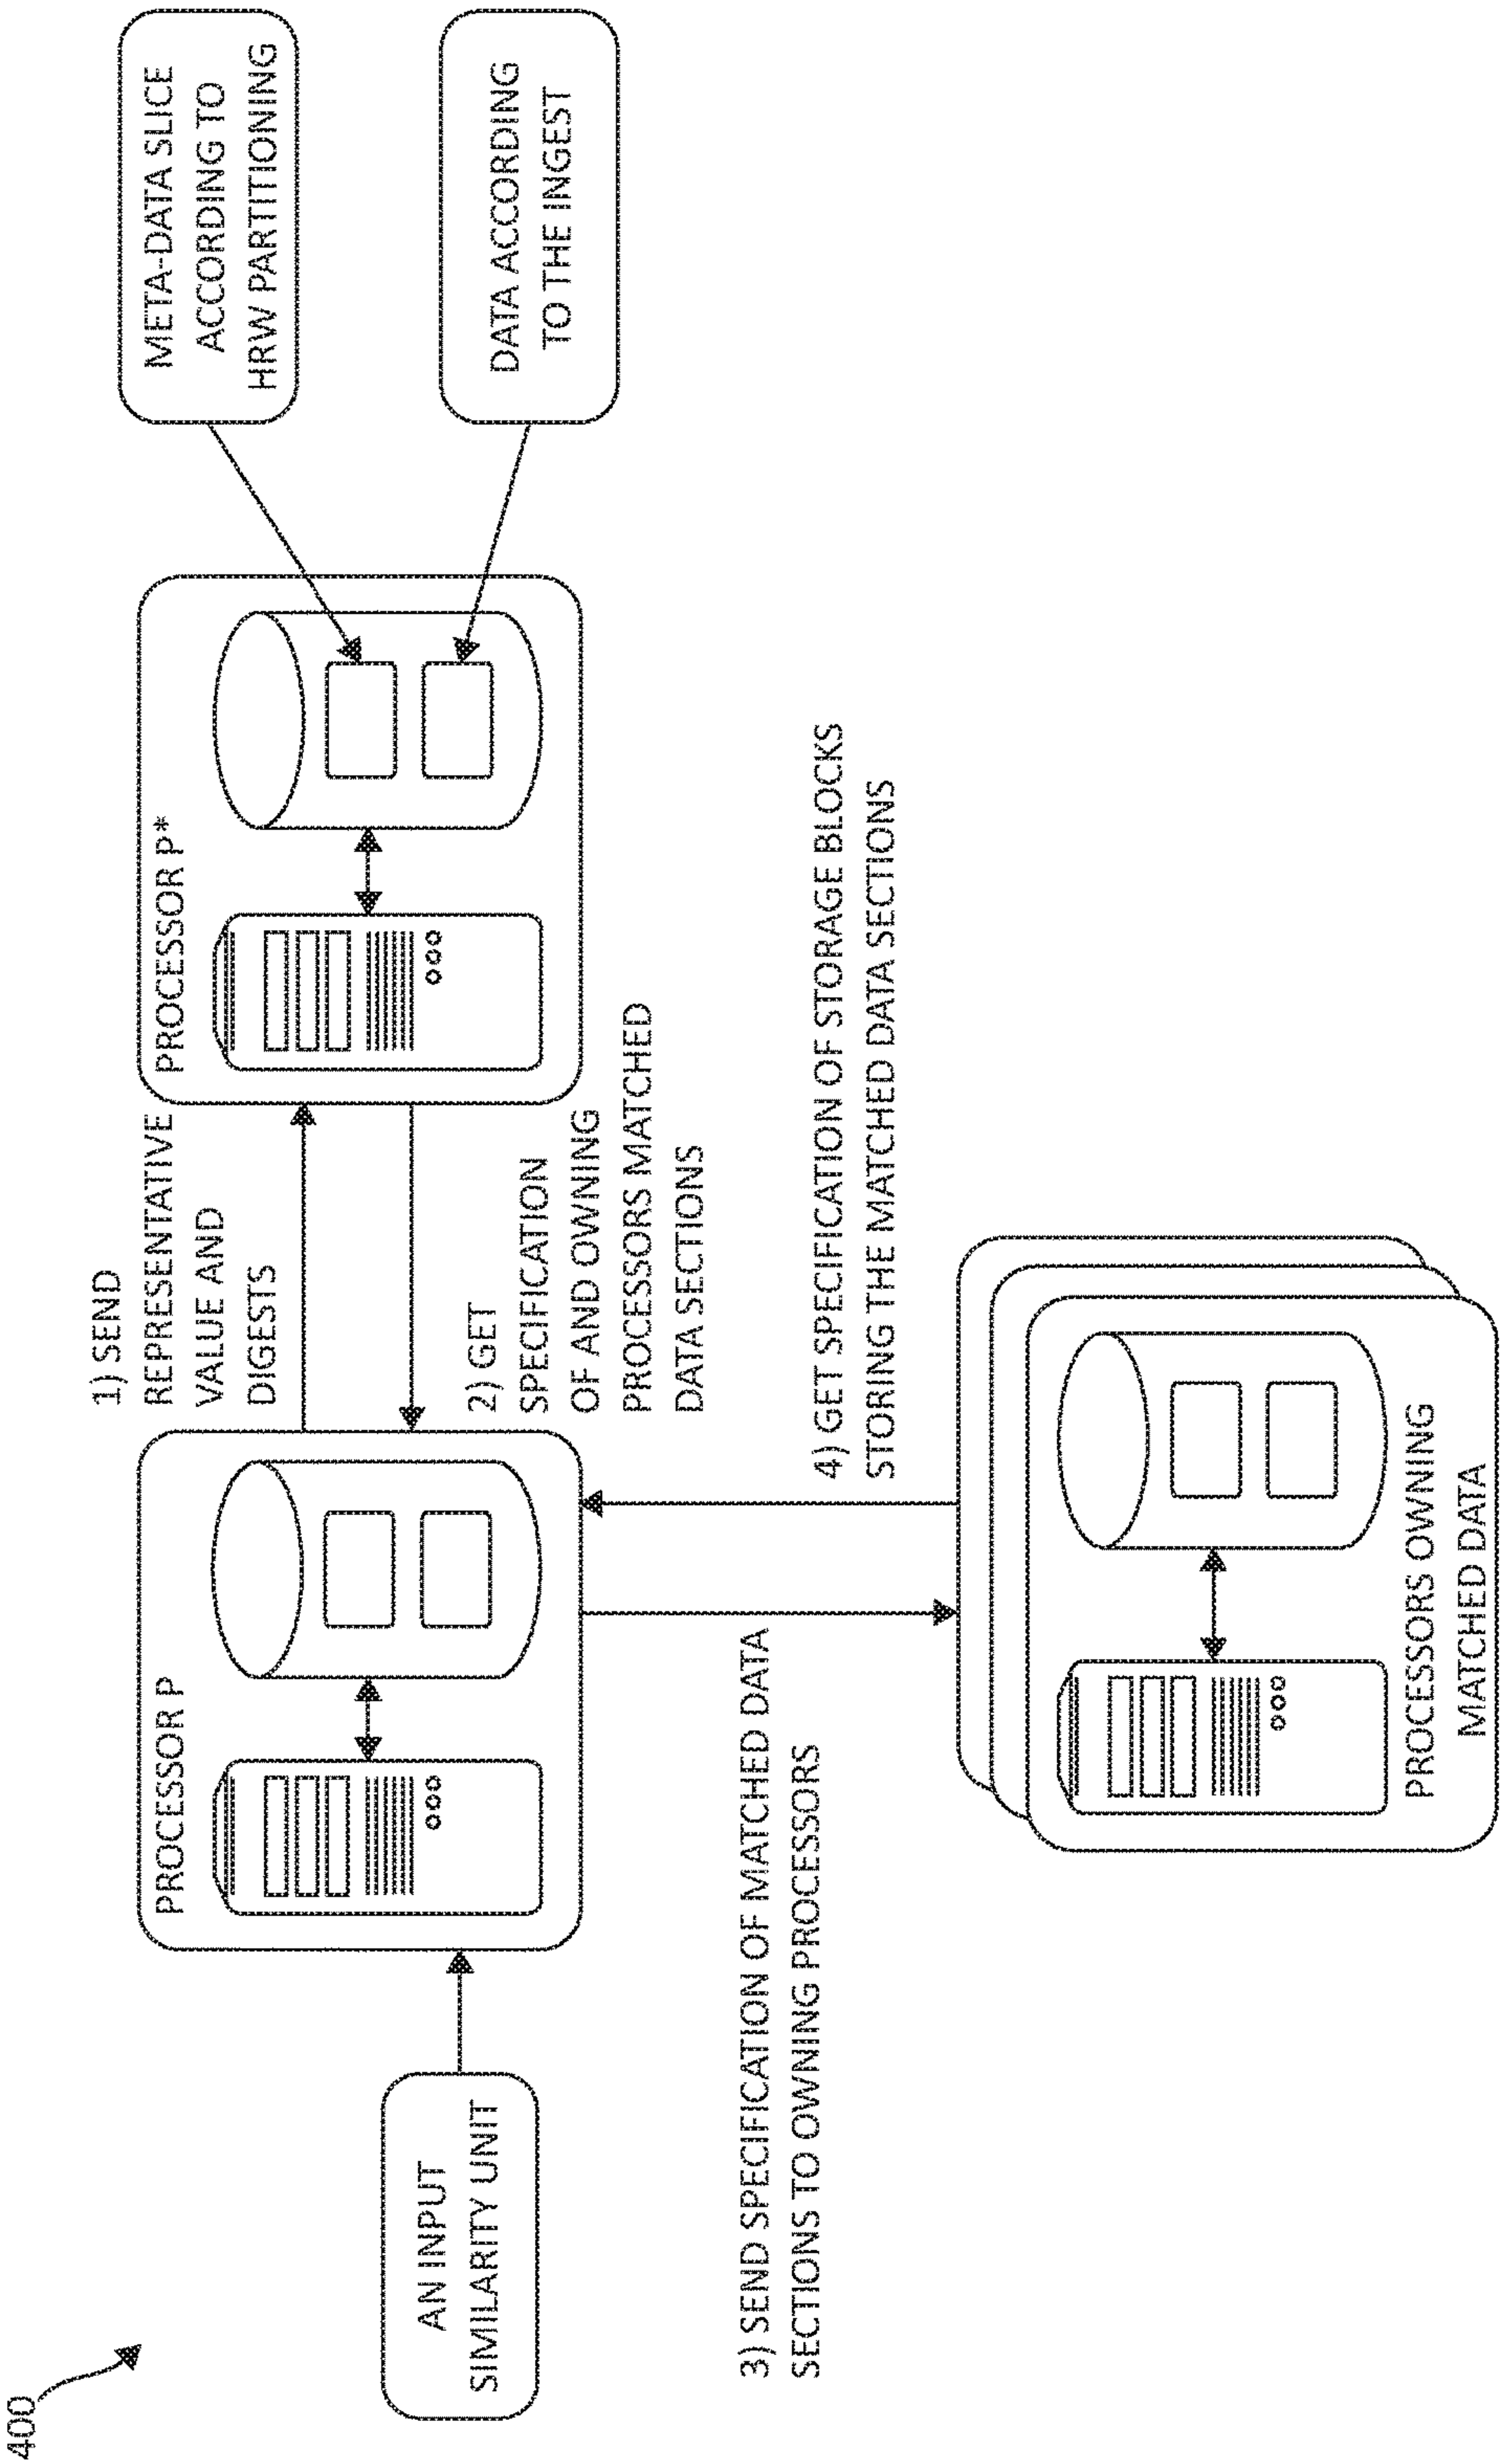 400
AN INPUT
SIMILARITY UNIT
PROCESSOR P
1) SEND
REPRESENTATIVE
VALUE AND
DIGESTS
2) GET
SPECIFICATION
OF AND OWNING
PROCESSORS MATCHED
DATA SECTIONS
PROCESSOR P*
META-DATA SLICE
ACCORDING TO
HRW PARTITIONING
DATA ACCORDING
TO THE INGEST
3) SEND SPECIFICATION OF MATCHED DATA
SECTIONS TO OWNING PROCESSORS
4) GET SPECIFICATION OF STORAGE BLOCKS
STORING THE MATCHED DATA SECTIONS
PROCESSORS OWNING
MATCHED DATA